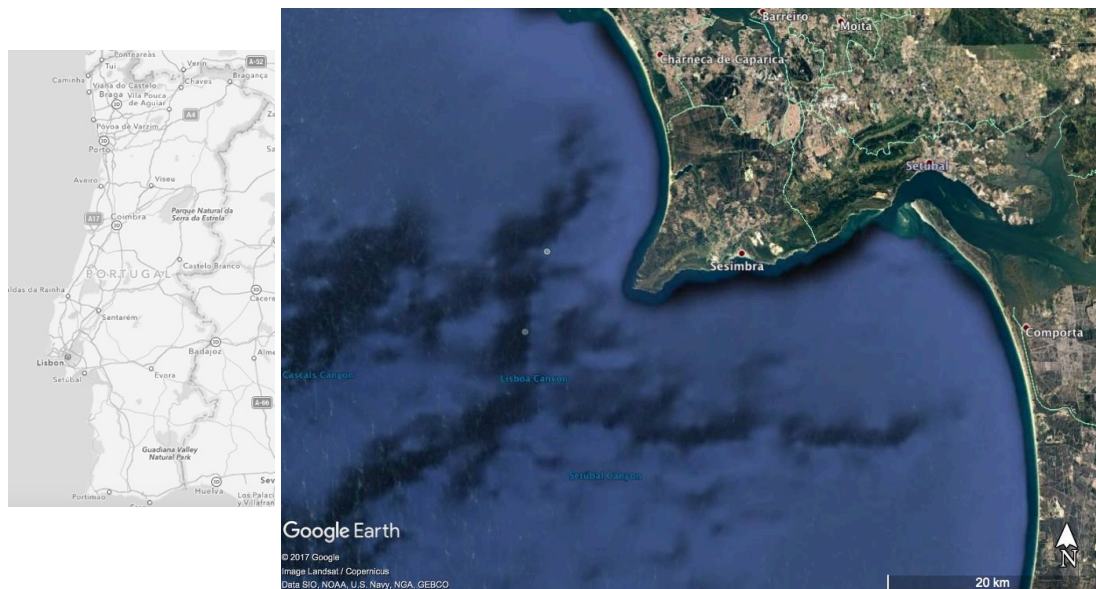 Ponteareas
Tui
Verín
A-52
Caminha
Viana do Castelo
Chaves
Bragança
Braga
Vila Pouca
de Aguiar
A4
Póvoa de Varzim
Porto
Aveiro
Viseu
A17
Coimbra
Parque Natural da
Serra da Estrela
PORTUGAL
Castelo Branco
aldas da Rainha
Santarém
Lisbon
Badajoz
Setúbal
Evora
A-66
Guadiana Valley
Natural Park
Portimão
Huelva
Sev
Los Palaci
y Villafran
Barreiro
Moita
Charneca de Caparica
Setúbal
Sesimbra
Comporta
Cascais Canyon
Lisboa Canyon
Setúbal Canyon
Google Earth
© 2017 Google
Image Landsat / Copernicus
Data SIO, NOAA, U.S. Navy, NGA, GEBCO
N
20 km